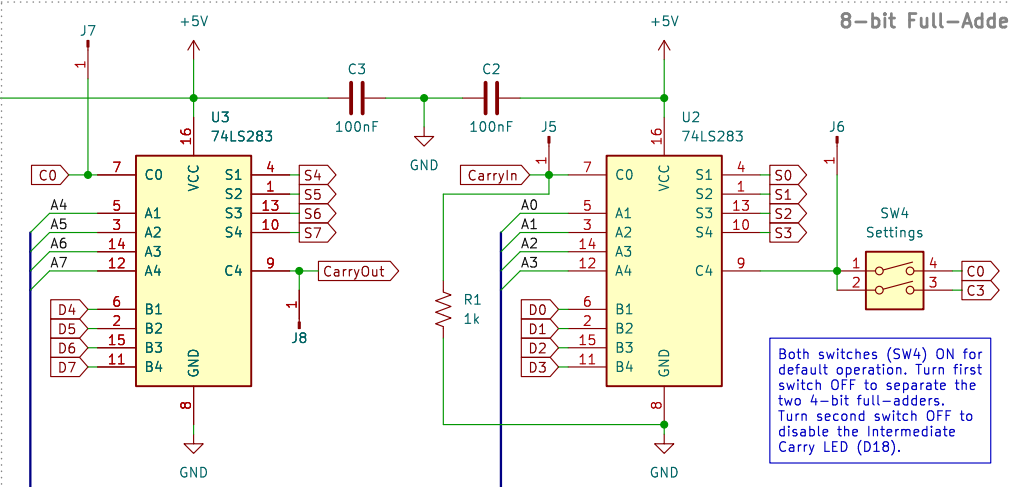 8-bit Full-Adde
+5V
+5V
J7
1
C3
100nF
C2
100nF
GND
U3
74LS283
16
VCC
C0
7
C0
A4
5
A1
A5
3
A2
A6
14
A3
A7
12
A4
D4
6
B1
D5
2
B2
D6
15
B3
D7
11
B4
S1
4
S4
S2
1
S5
S3
13
S6
S4
10
S7
C4
9
CarryOut
1
J8
GND
8
GND
J5
1
U2
74LS283
16
VCC
CarryIn
7
C0
A0
5
A1
A1
3
A2
A2
14
A3
A3
12
A4
R1
1k
D0
6
B1
D1
2
B2
D2
15
B3
D3
11
B4
S1
4
S0
S2
1
S1
S3
13
S2
S4
10
S3
C4
9
GND
8
GND
J6
1
SW4
Settings
1
4
C0
2
3
C3
Both switches (SW4) ON for
default operation. Turn first
switch OFF to separate the
two 4-bit full-adders.
Turn second switch OFF to
disable the Intermediate
Carry LED (D18).